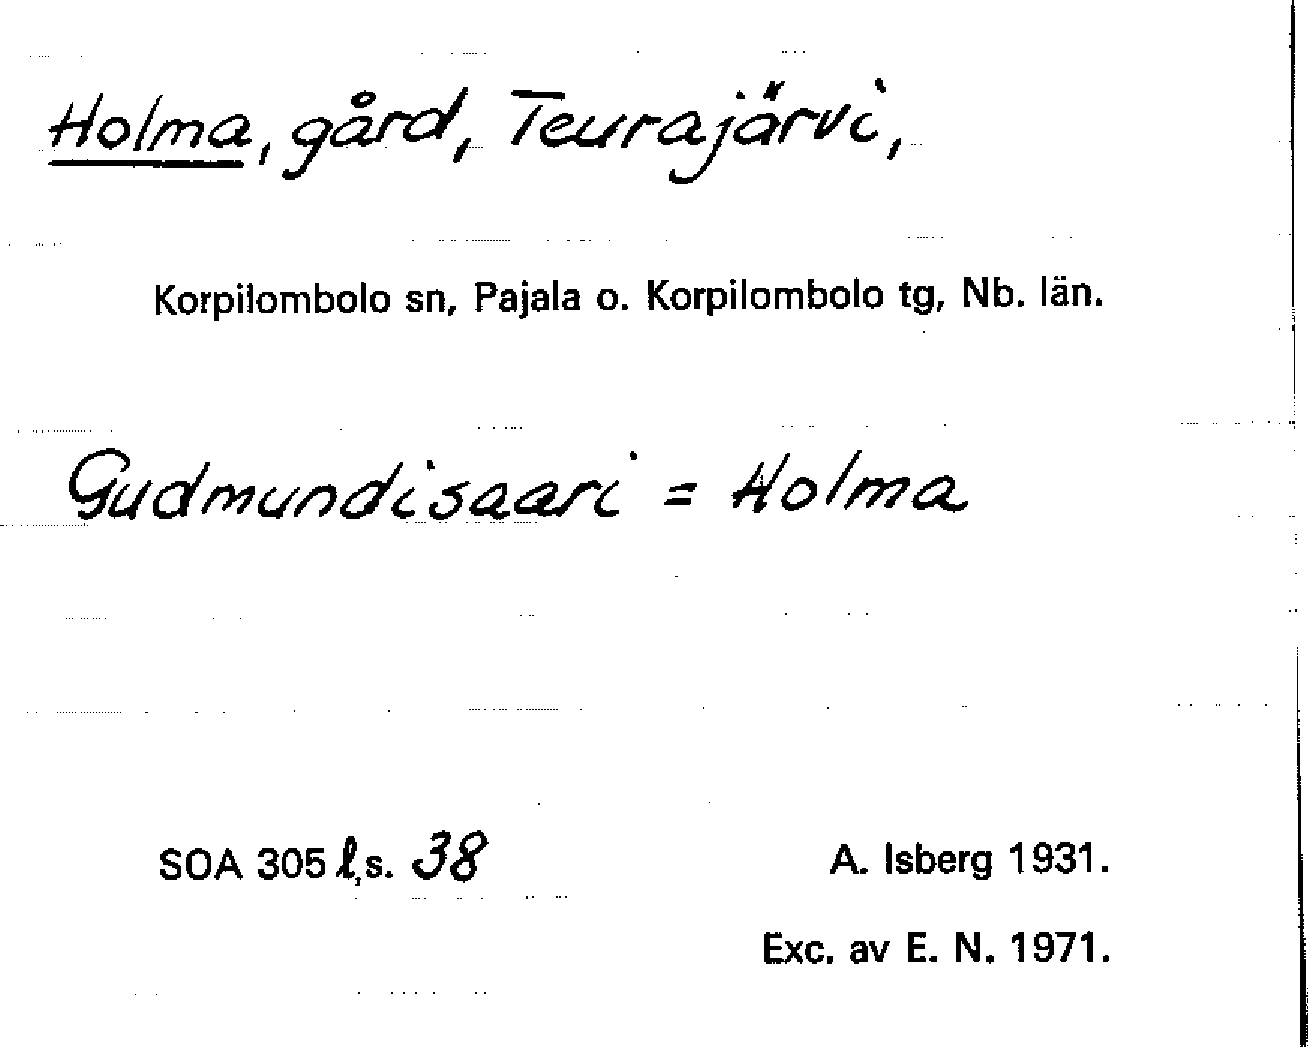 Holma, gård, Teurajärvi,
Korpilombolo sn, Pajala o. Korpilombolo tg, Nb. län.
Gudmundisaari = Holma
SOA 305 l, s. 38
A. Isberg 1931.
Exc. av E. N. 1971.